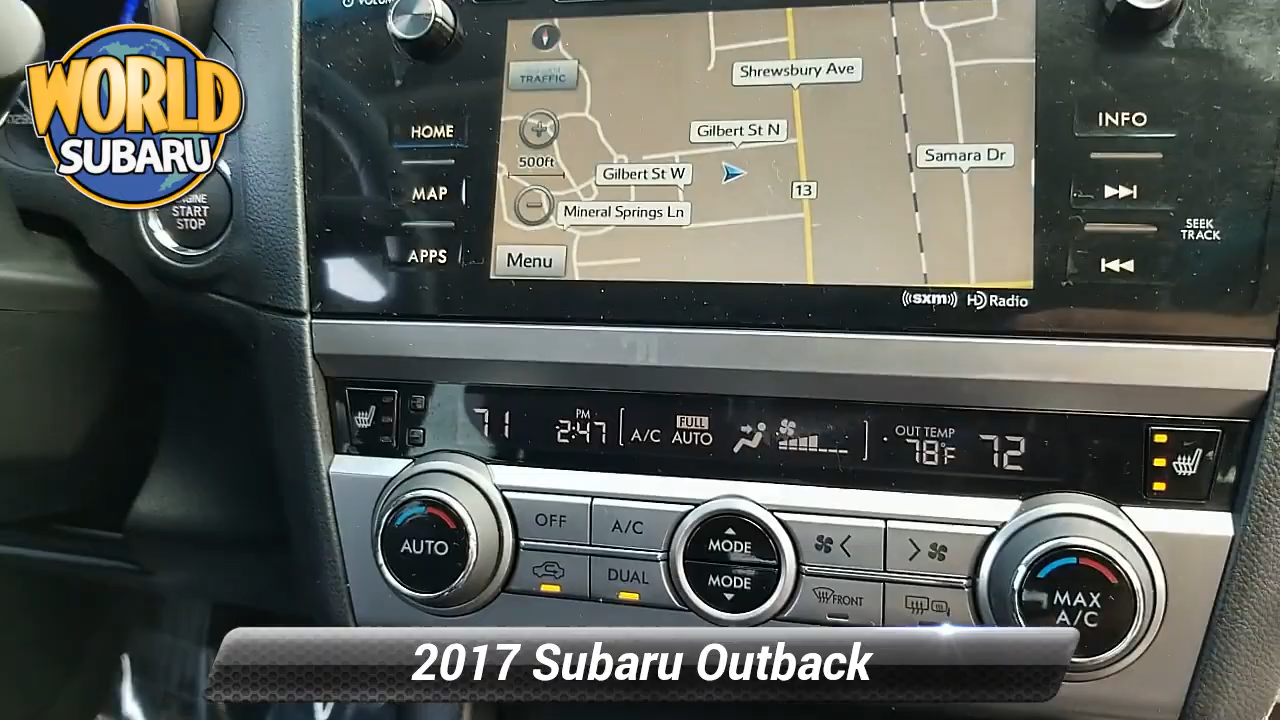 VOLUME
WORLD
SUBARU
ENGINE
START
STOP
HOME
MAP
APPS
TRAFFIC
500ft
Menu
Shrewsbury Ave
Gilbert St N
Gilbert St W
Mineral Springs Ln
Samara Dr
13
((sxm)) HD Radio
INFO
SEEK
TRACK
71
PM
2:47
A/C
FULL
AUTO
OUT TEMP
78°F
72
AUTO
OFF
A/C
DUAL
MODE
MODE
FRONT
MAX
A/C
2017 Subaru Outback